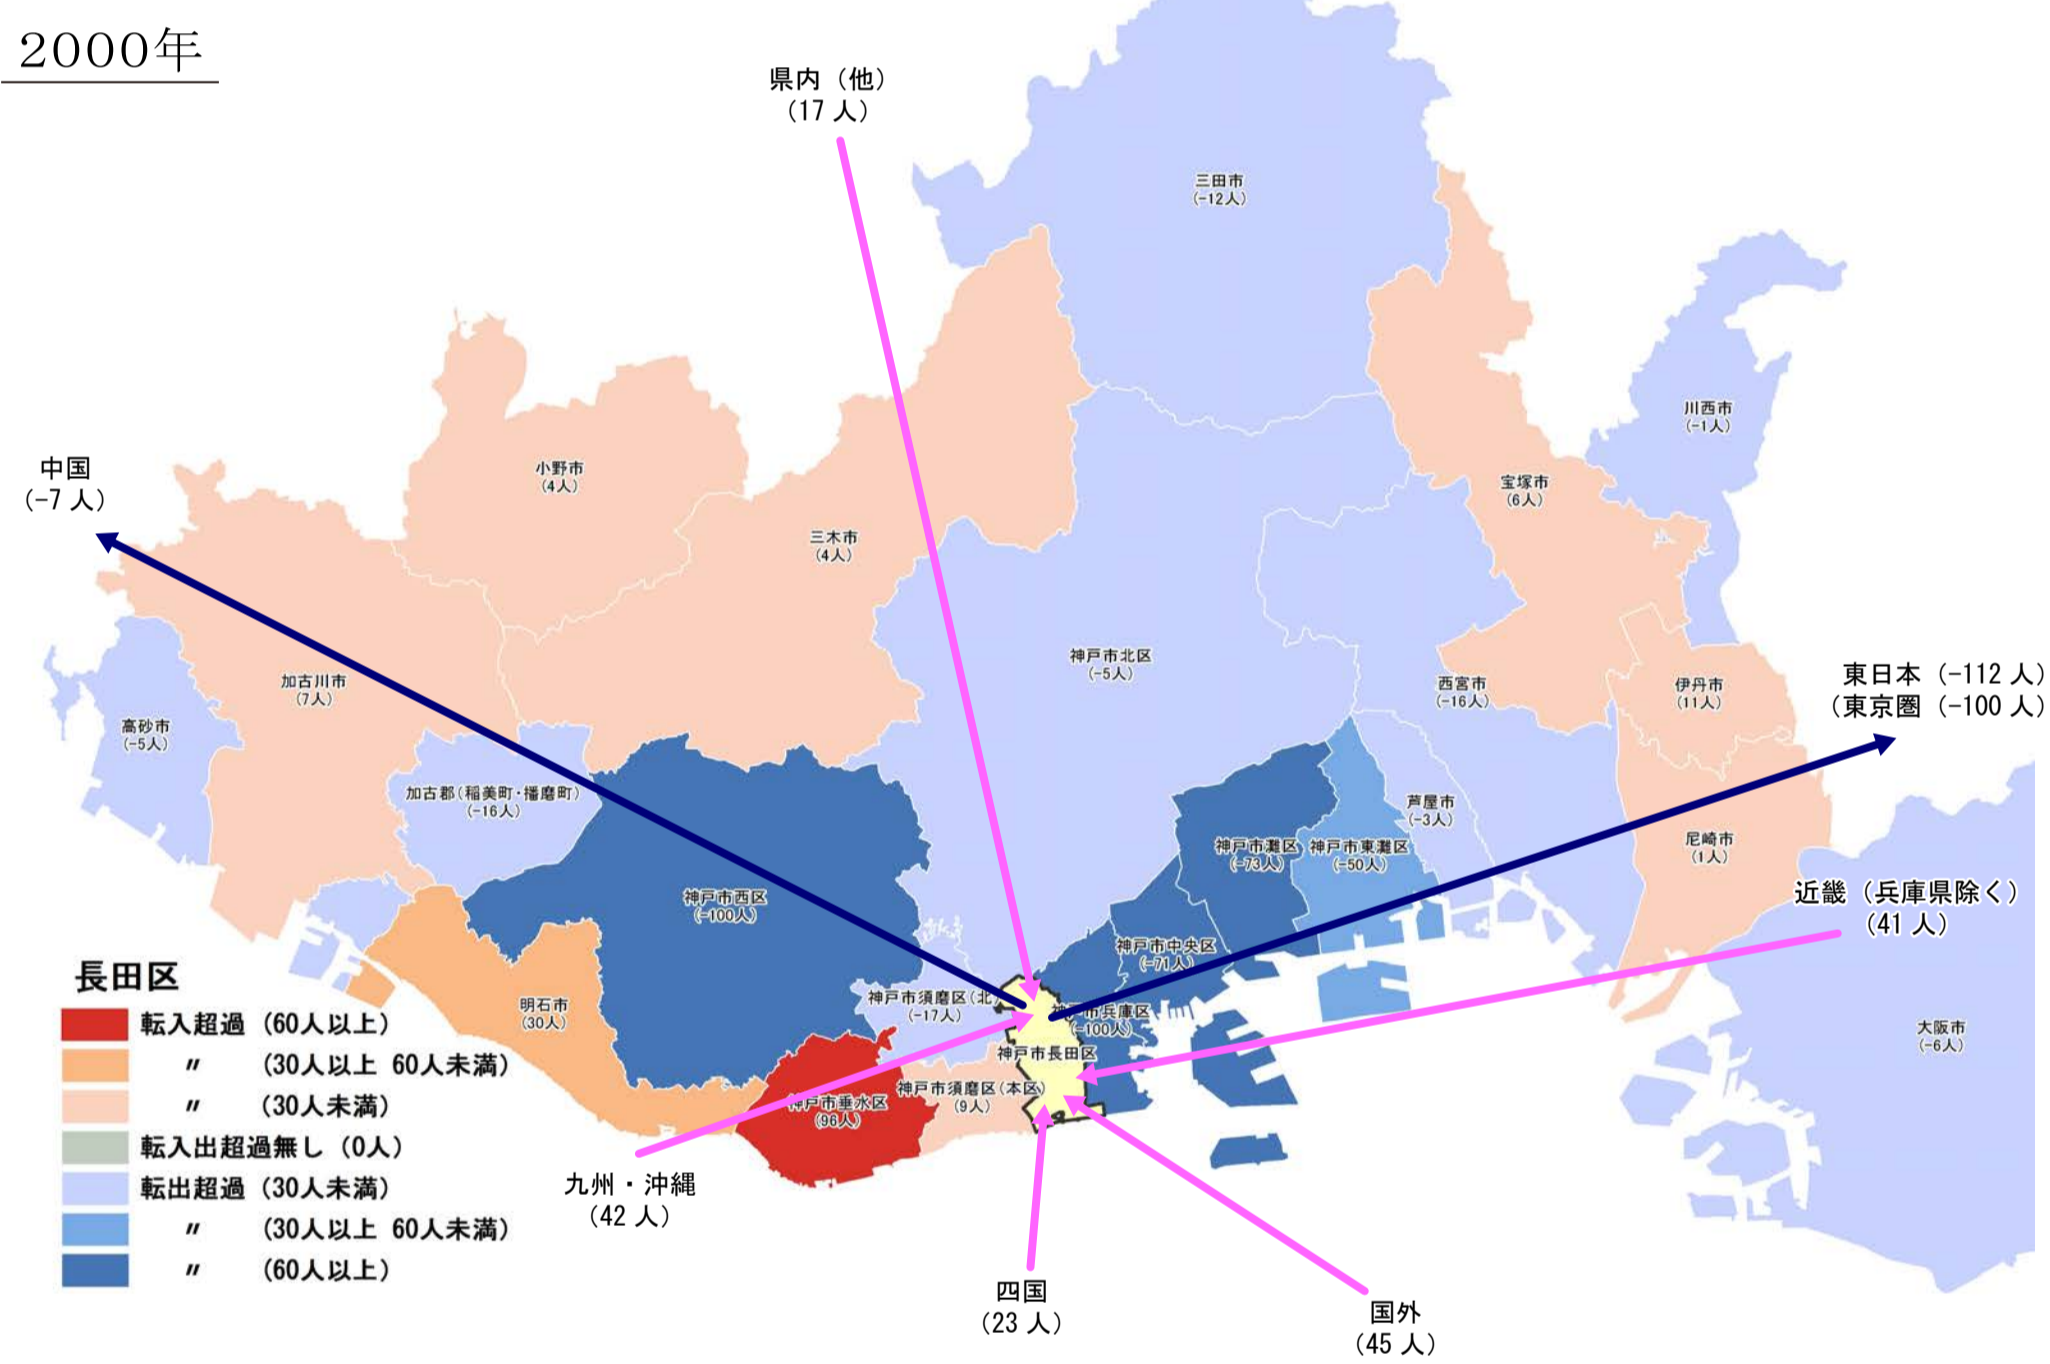 2000年
県内（他）
（17 人）
三田市
(-12人)
川西市
(-1人)
中国
（-7 人）
小野市
(4人)
宝塚市
(6人)
三木市
(4人)
神戸市北区
(-5人)
東日本（-112 人）
（東京圏（-100 人）
加古川市
(7人)
西宮市
(-16人)
伊丹市
(11人)
高砂市
(-5人)
加古郡(稲美町・播磨町)
(-16人)
芦屋市
(-3人)
神戸市灘区
(-73人)
神戸市東灘区
(-50人)
尼崎市
(1人)
神戸市西区
(-100人)
近畿（兵庫県除く）
（41 人）
神戸市中央区
(-71人)
明石市
(30人)
神戸市須磨区(北)
(-17人)
神戸市兵庫区
(-100人)
大阪市
(-6人)
神戸市長田区
神戸市須磨区(本区)
(9人)
神戸市垂水区
(96人)
長田区
転入超過（60人以上）
〃 （30人以上 60人未満）
〃 （30人未満）
転入出超過無し（0人）
転出超過（30人未満）
〃 （30人以上 60人未満）
〃 （60人以上）
九州・沖縄
（42 人）
四国
（23 人）
国外
（45 人）